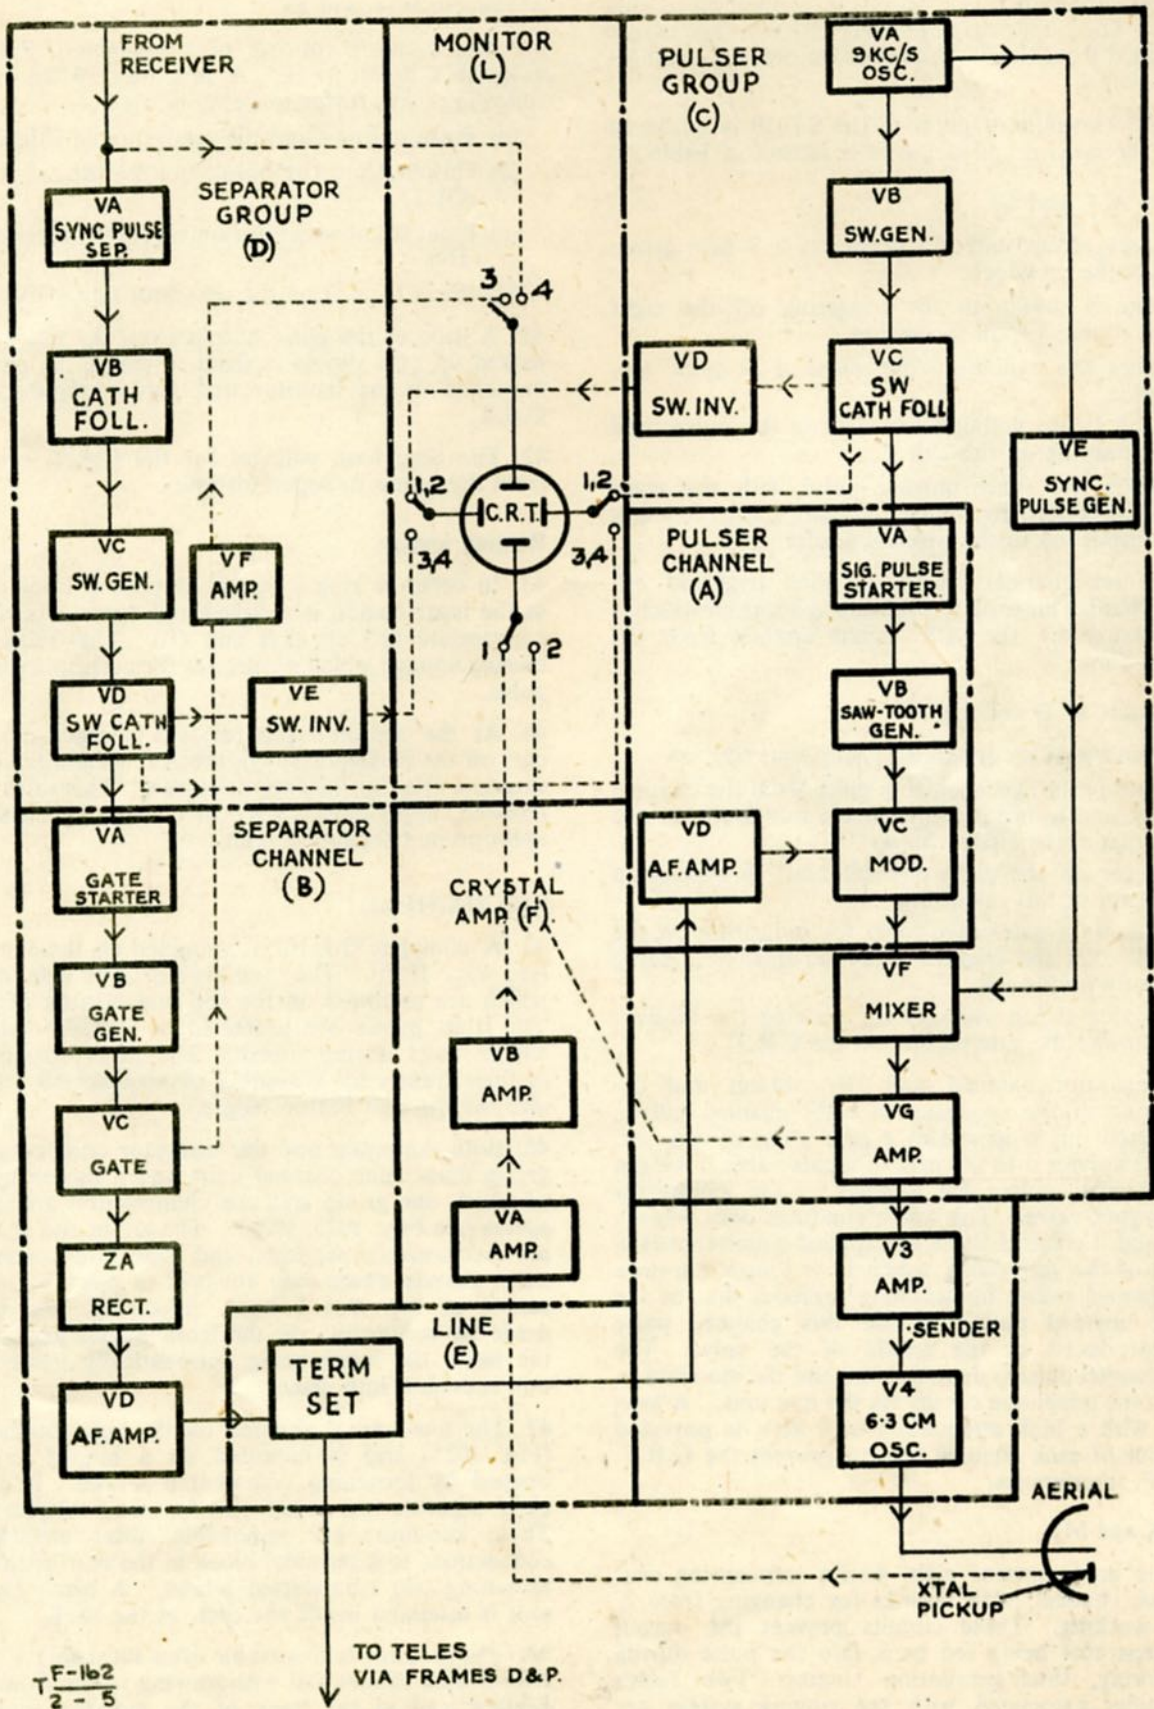 FROM
RECEIVER
MONITOR
(L)
PULSER
GROUP
(C)
VA
9KC/S
OSC.
SEPARATOR
GROUP
(D)
VA
SYNC PULSE
SEP.
VB
SW.GEN.
3
4
VB
CATH
FOLL.
VD
SW. INV.
VC
SW
CATH FOLL
VE
SYNC.
PULSE GEN.
1,2
C.R.T.
1,2
3,4
3,4
VC
SW. GEN.
VF
AMP.
PULSER
CHANNEL
(A)
VA
SIG. PULSE
STARTER.
1
2
VD
SW CATH
FOLL.
VE
SW. INV.
VB
SAW-TOOTH
GEN.
SEPARATOR
CHANNEL
(B)
VA
GATE
STARTER
VD
A.F. AMP.
VC
MOD.
CRYSTAL
AMP. (F).
VB
GATE
GEN.
VF
MIXER
VB
AMP.
VC
GATE
VG
AMP.
VA
AMP.
ZA
RECT.
V3
AMP.
SENDER
LINE
(E)
TERM
SET
VD
A.F. AMP.
V4
6·3 CM
OSC.
AERIAL
XTAL
PICKUP
TO TELES
VIA FRAMES D&P.
T F-162
2 - 5